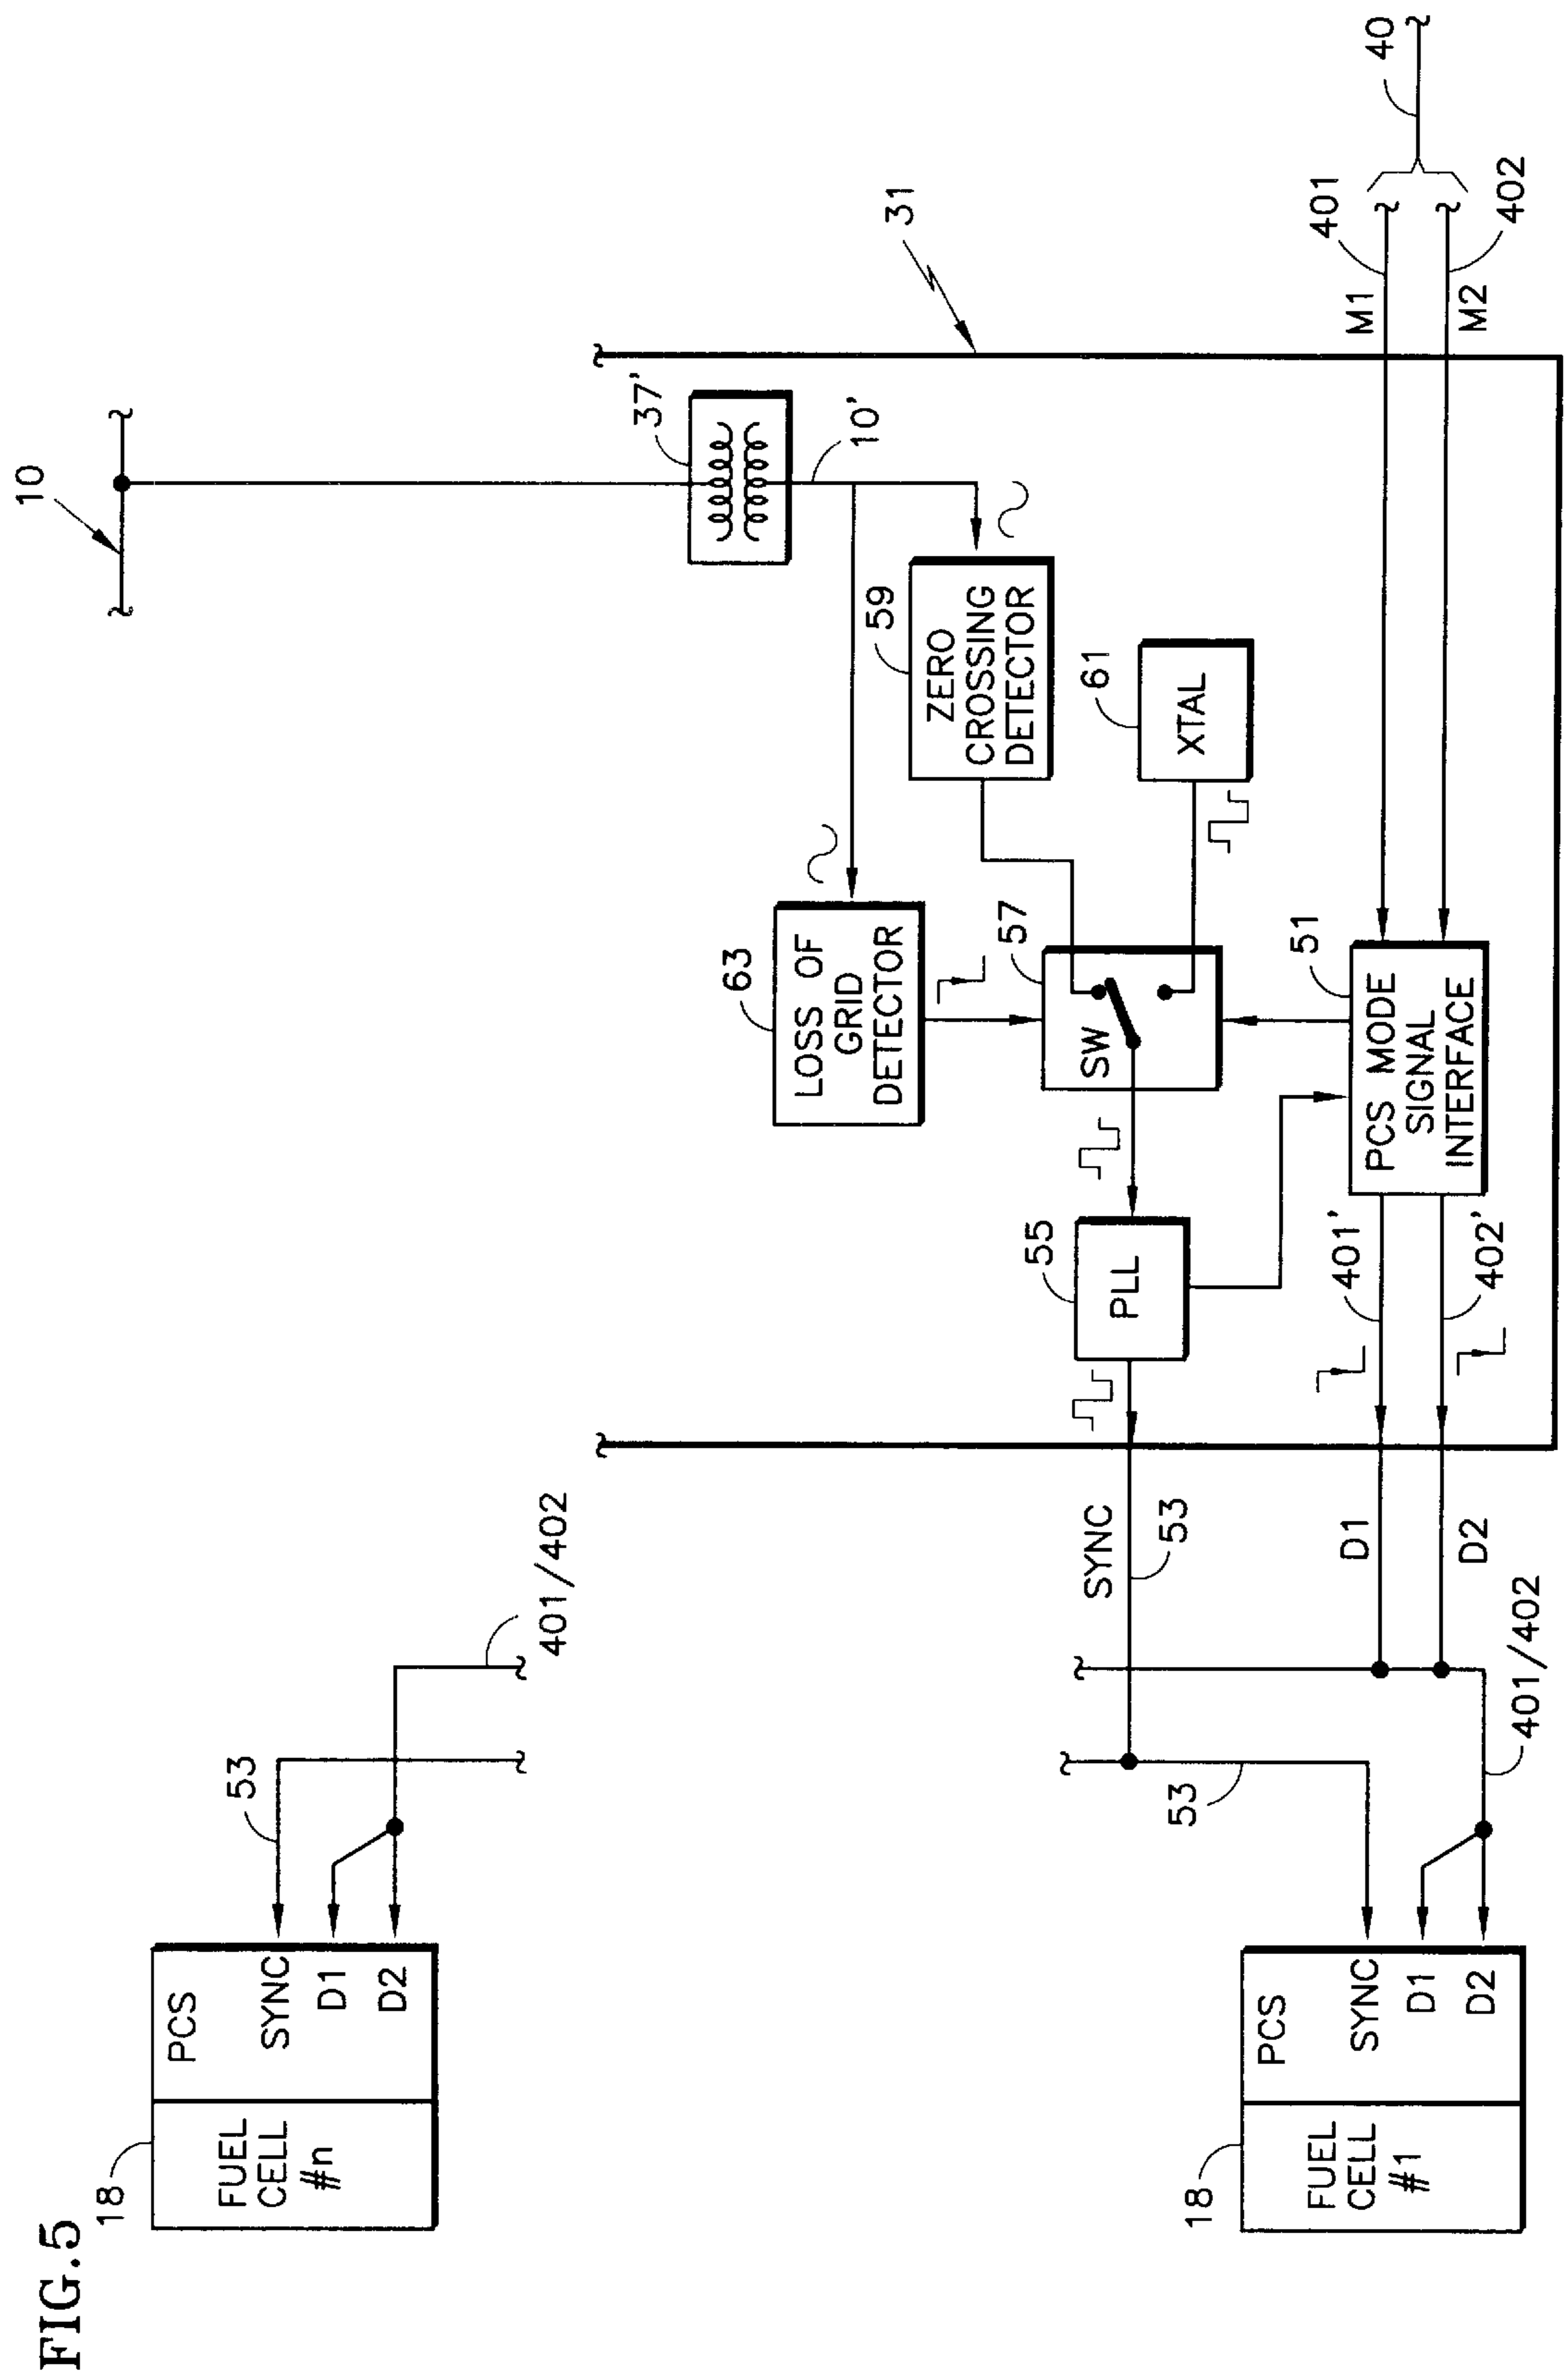 FIG.5
18
FUEL
CELL
#n
PCS
SYNC
D1
D2
53
401/402
10
37'
10'
31
63
LOSS OF
GRID
DETECTOR
59
ZERO
CROSSING
DETECTOR
57
SW
61
XTAL
55
PLL
SYNC
53
53
51
PCS MODE
SIGNAL
INTERFACE
401'
402'
D1
D2
M1
401
M2
402
40
18
FUEL
CELL
#1
PCS
SYNC
D1
D2
401/402